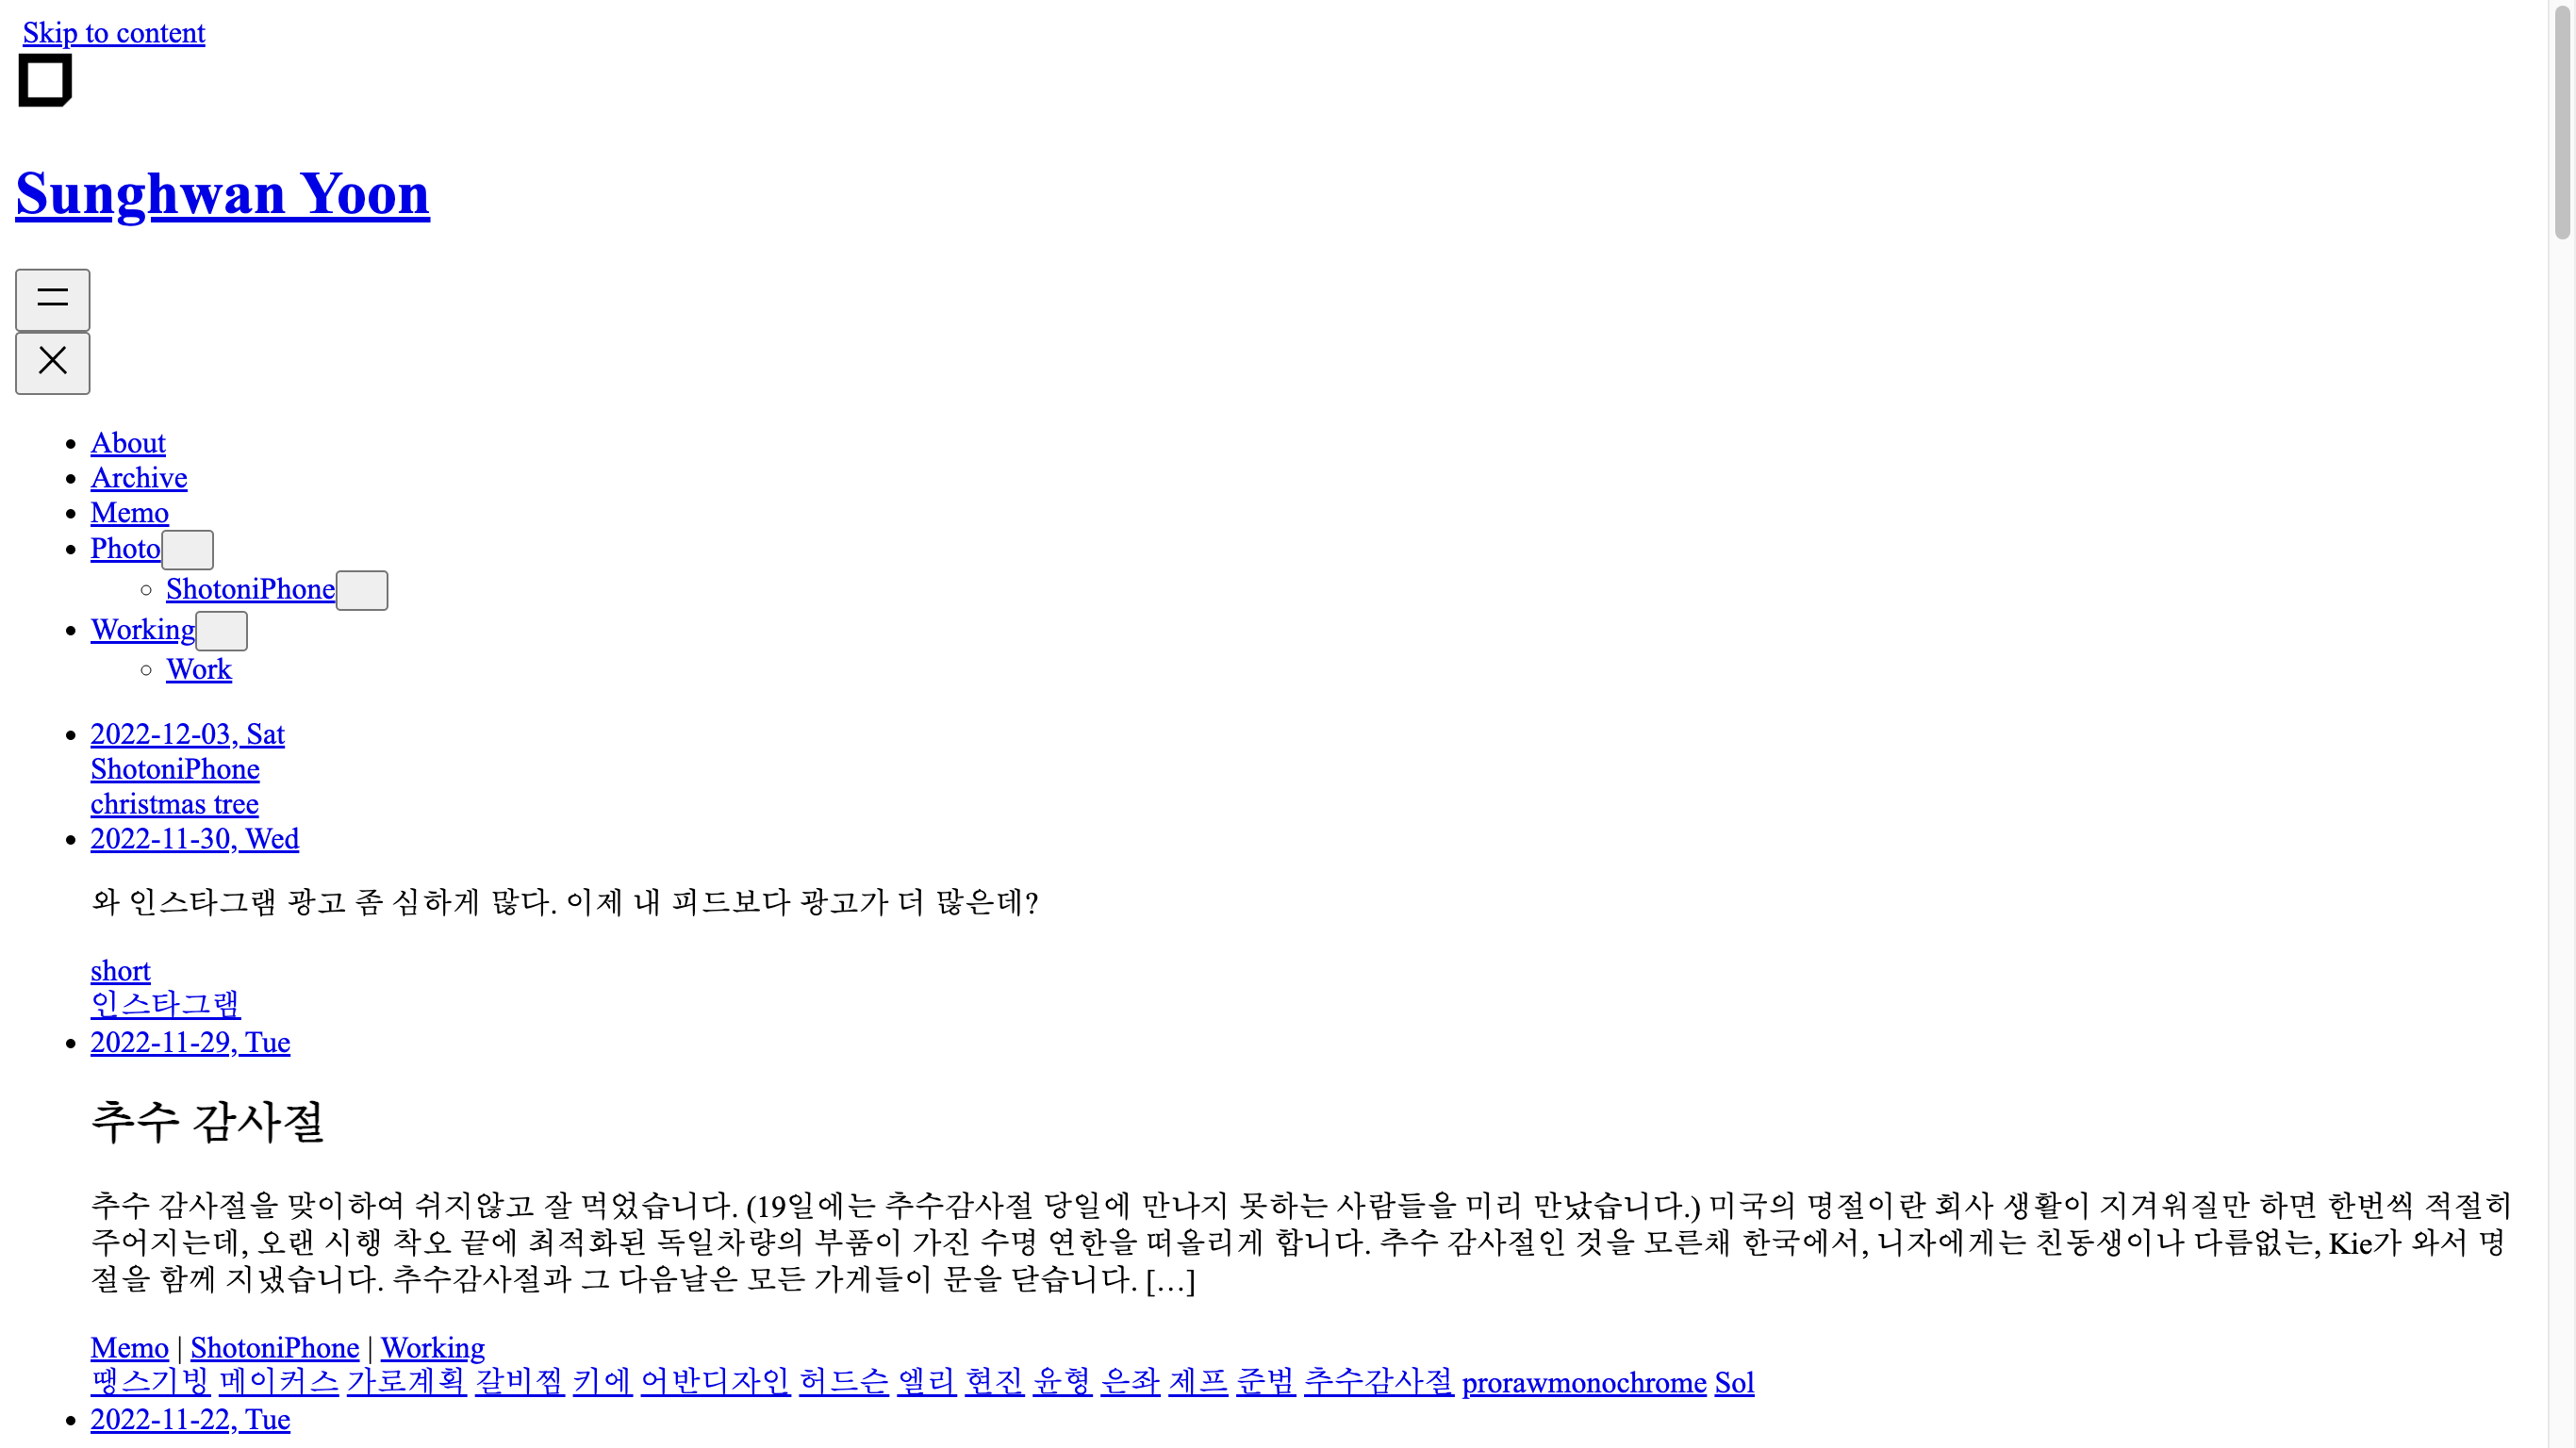 Skip to content
Sunghwan Yoon
About
Archive
Memo
Photo
ShotoniPhone
Working
Work
2022-12-03, Sat
ShotoniPhone
christmas tree
2022-11-30, Wed
와 인스타그램 광고 좀 심하게 많다. 이제 내 피드보다 광고가 더 많은데?
short
인스타그램
2022-11-29, Tue
추수 감사절
추수 감사절을 맞이하여 쉬지않고 잘 먹었습니다. (19일에는 추수감사절 당일에 만나지 못하는 사람들을 미리 만났습니다.) 미국의 명절이란 회사 생활이 지겨워질만 하면 한번씩 적절히
주어지는데, 오랜 시행 착오 끝에 최적화된 독일차량의 부품이 가진 수명 연한을 떠올리게 합니다. 추수 감사절인 것을 모른채 한국에서, 니자에게는 친동생이나 다름없는, Kie가 와서 명
절을 함께 지냈습니다. 추수감사절과 그 다음날은 모든 가게들이 문을 닫습니다. […]
Memo | ShotoniPhone | Working
땡스기빙 메이커스 가로계획 갈비찜 키에 어반디자인 허드슨 엘리 현진 윤형 은좌 제프 준범 추수감사절 prorawmonochrome Sol
2022-11-22, Tue